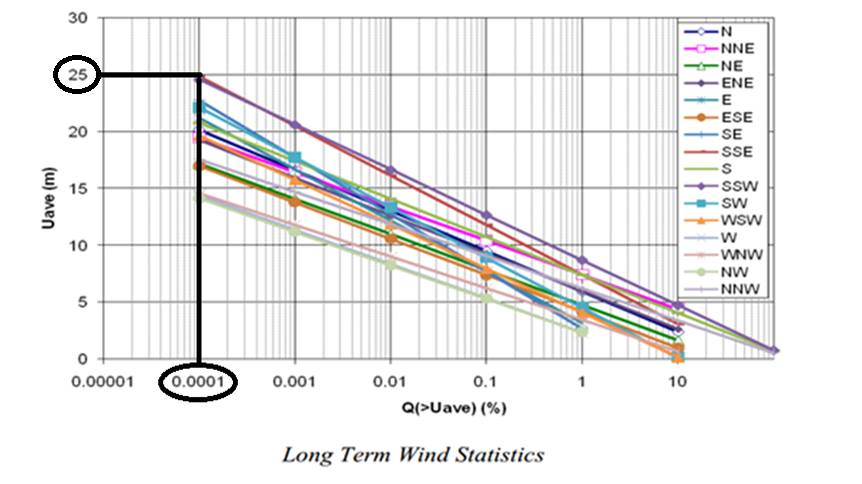 30
25
20
15
10
5
0
Uave (m)
0.00001 0.0001 0.001 0.01 0.1 1 10
Q(>Uave) (%)
N
NNE
NE
ENE
E
ESE
SE
SSE
S
SSW
SW
WSW
W
WNW
NW
NNW
Long Term Wind Statistics